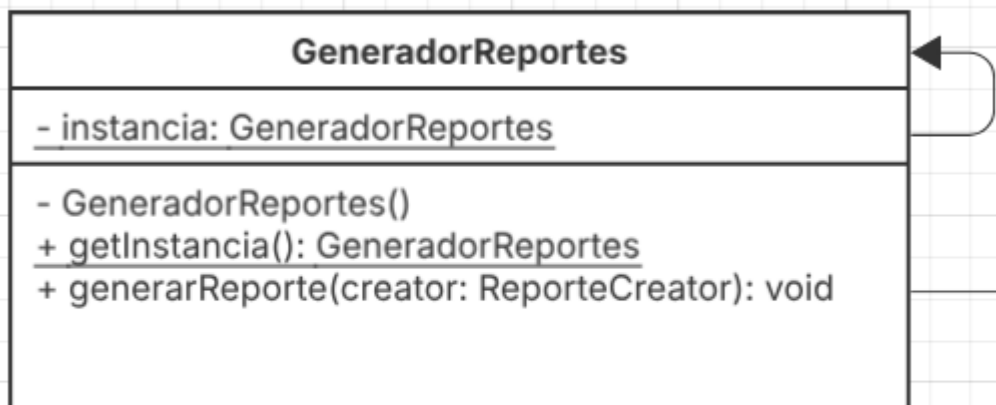 GeneradorReportes
- instancia: GeneradorReportes
- GeneradorReportes()
+ getInstancia(): GeneradorReportes
+ generarReporte(creator: ReporteCreator): void